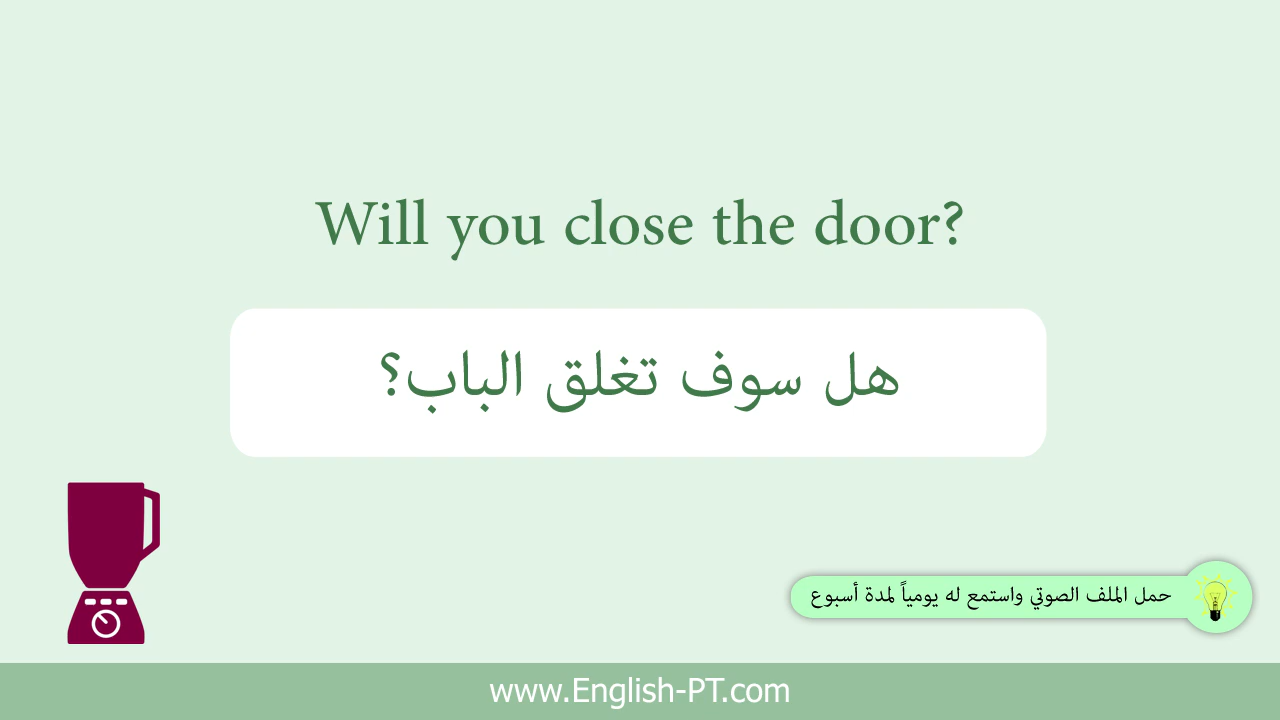 Will you close the door?
هل سوف تغلق الباب؟
حمل الملف الصوتي واستمع له يومياً لمدة أسبوع
www.English-PT.com